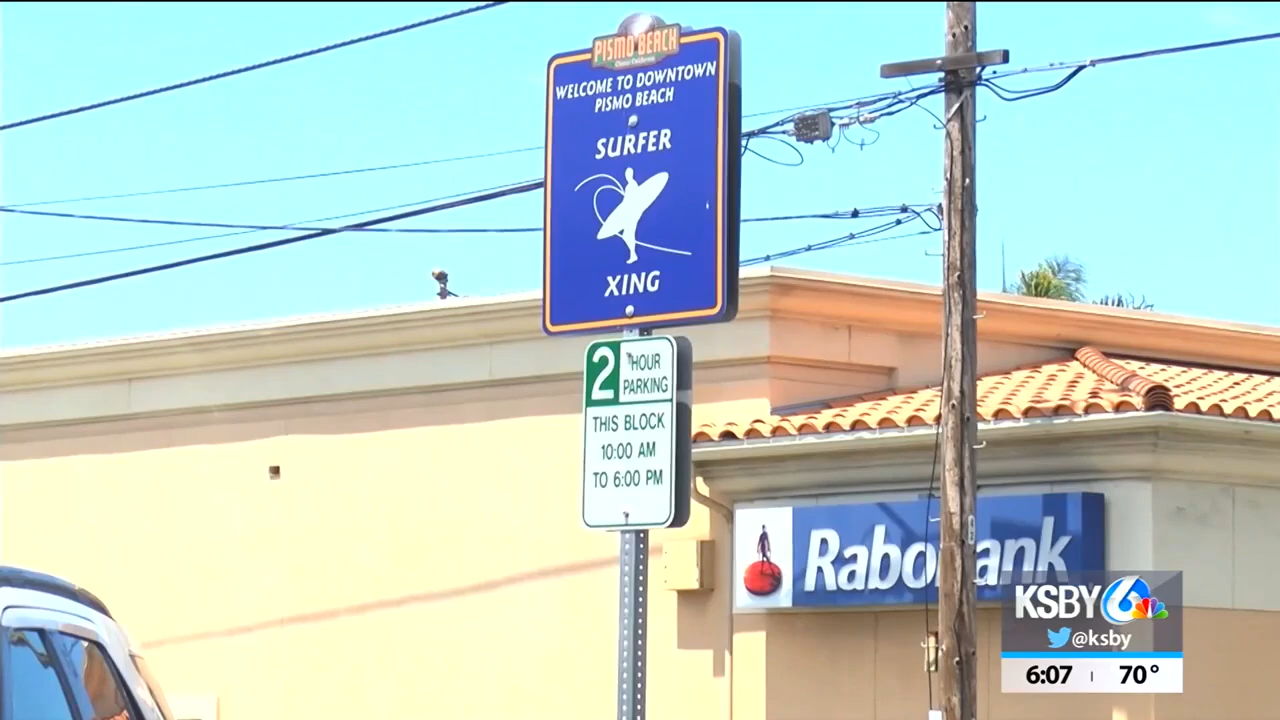 PISMO BEACH
WELCOME TO DOWNTOWN
PISMO BEACH
SURFER
XING
2 HOUR
PARKING
THIS BLOCK
10:00 AM
TO 6:00 PM
Rabobank
KSBY 6
@ksby
6:07 70°